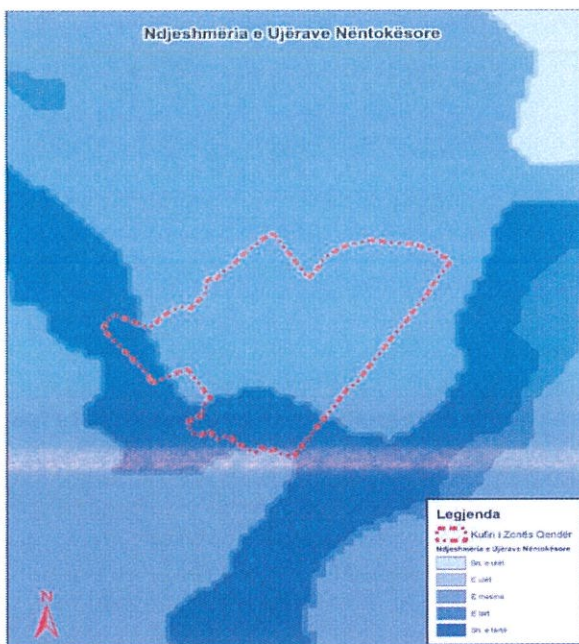 Ndjeshmëria e Ujërave Nëntokësore
N
Legjenda
Kufiri i Zonës Qendër
Ndjeshmëria e Ujërave Nëntokësore
E ulët
E mesme
E lartë